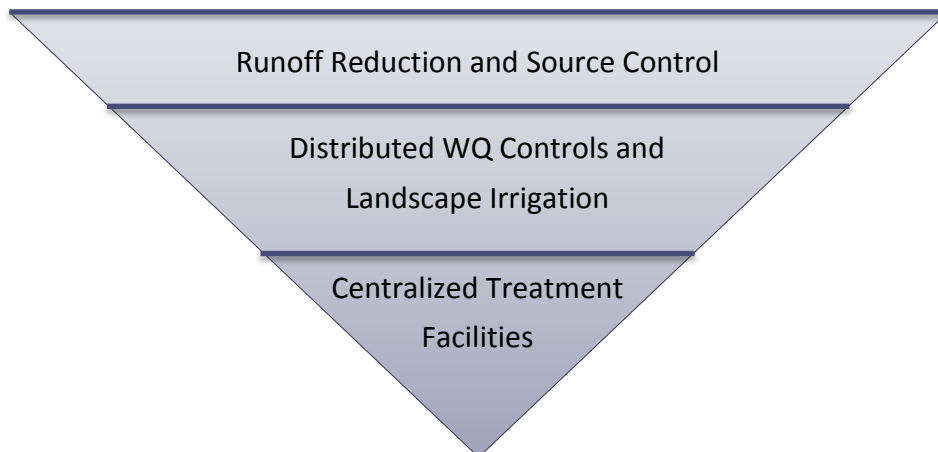 Runoff Reduction and Source Control
Distributed WQ Controls and
Landscape Irrigation
Centralized Treatment
Facilities